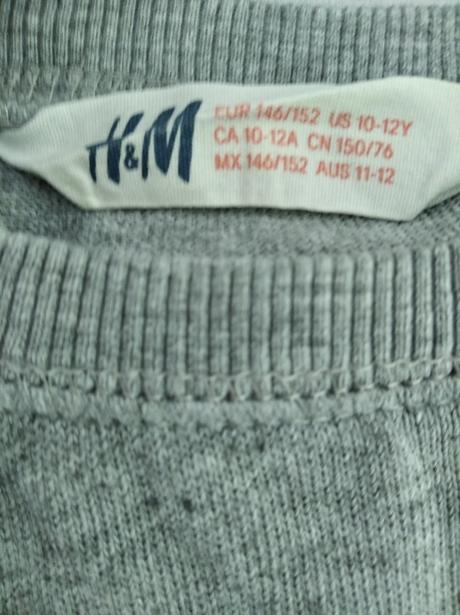 H&M
EUR 146/152 US 10-12Y
CA 10-12A CN 150/76
MX 146/152 AUS 11-12